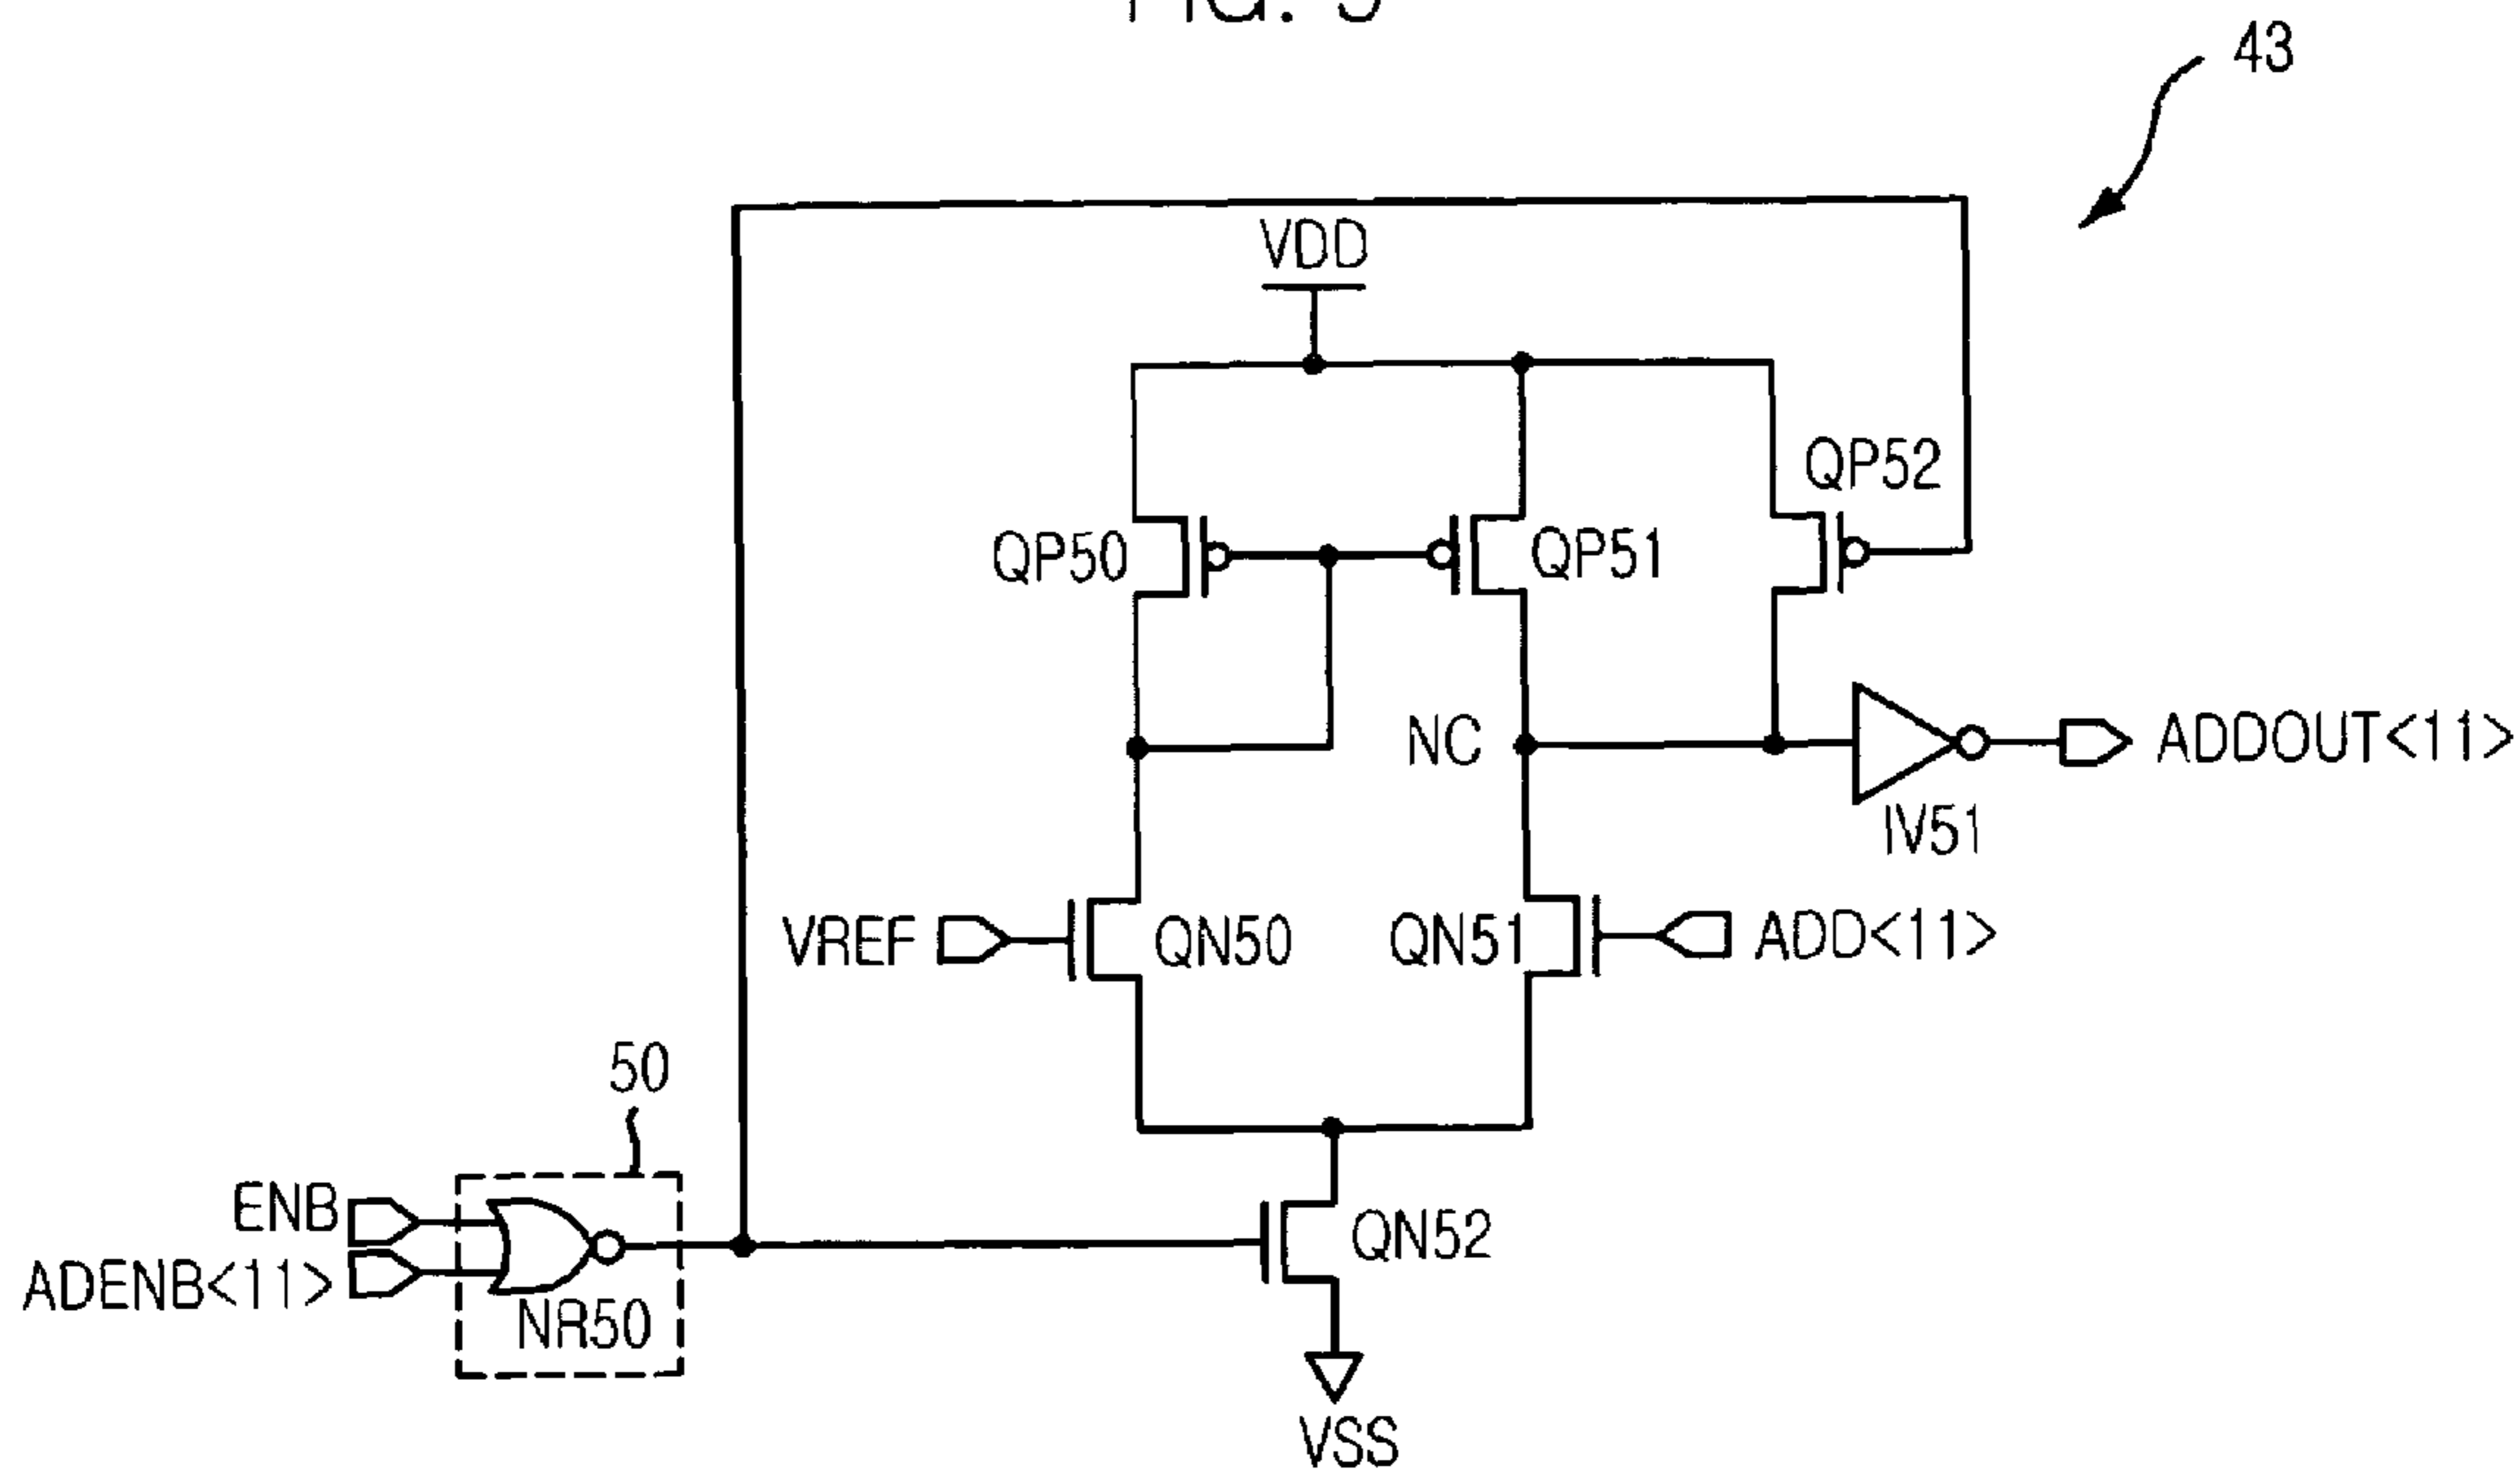 43
VDD
QP52
QP50
QP51
NC
ADDOUT<11>
IV51
VREF
QN50
QN51
ADD<11>
50
ENB
QN52
ADENB<11>
NR50
VSS